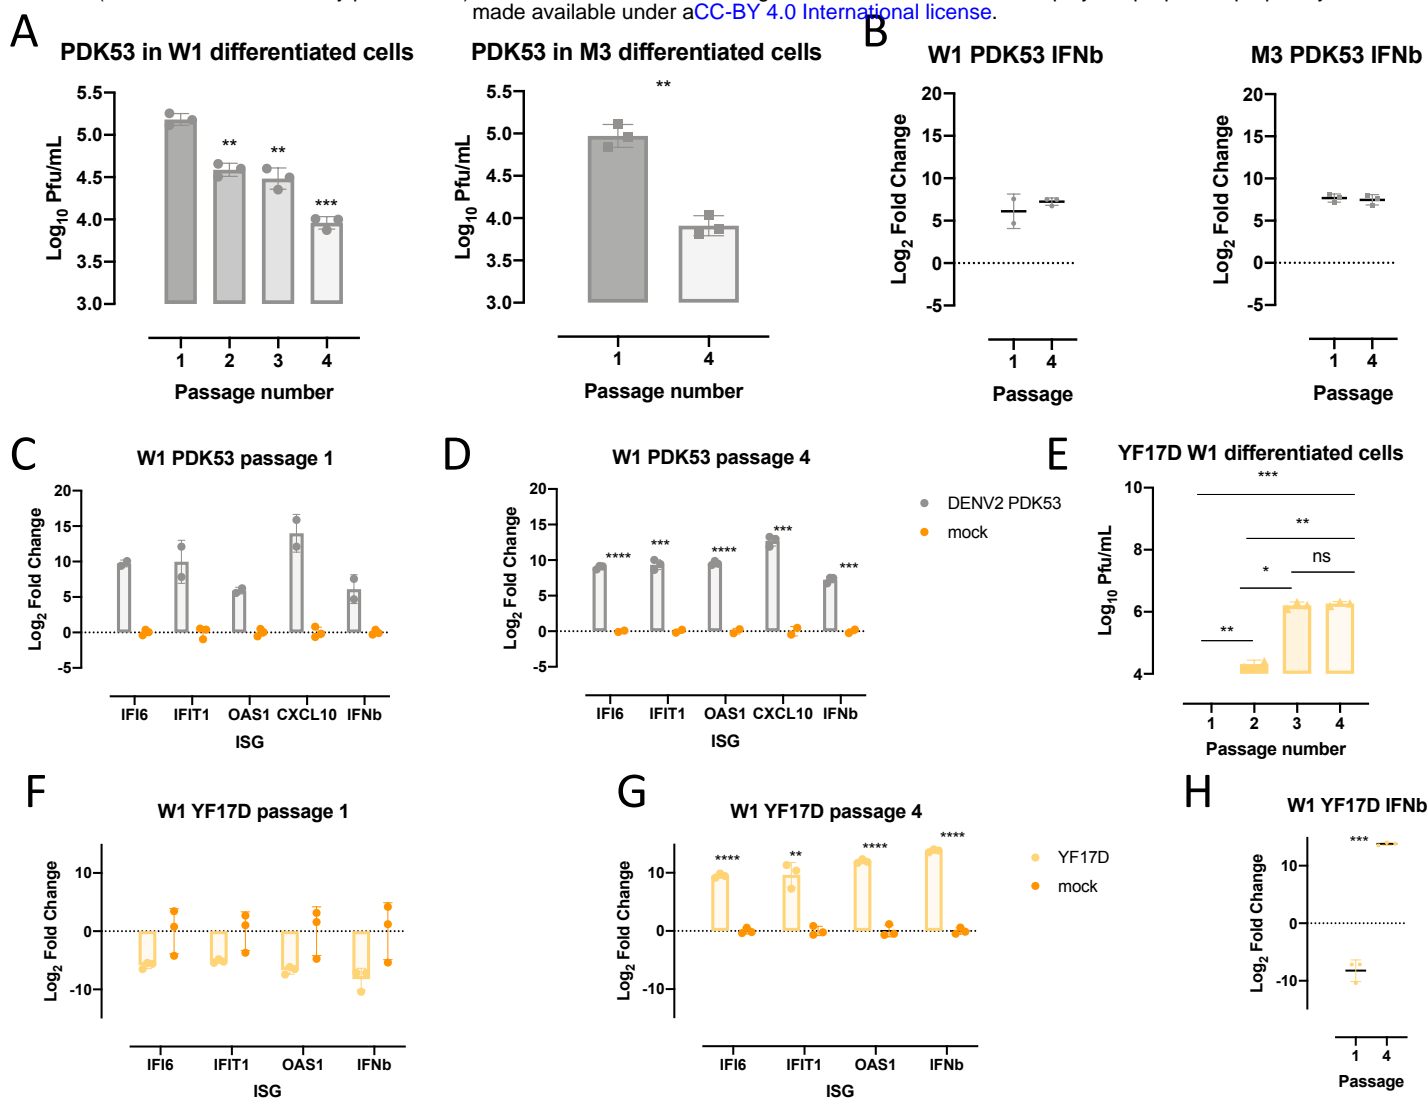 made available under aCC-BY 4.0 International license.
A
PDK53 in W1 differentiated cells
Log10 Pfu/mL
5.5
5.0
4.5
4.0
3.5
3.0
**
**
***
1 2 3 4
Passage number
PDK53 in M3 differentiated cells
Log10 Pfu/mL
5.5
5.0
4.5
4.0
3.5
3.0
**
1 4
Passage number
B
W1 PDK53 IFNb
Log2 Fold Change
20
15
10
5
0
-5
1 4
Passage
M3 PDK53 IFNb
Log2 Fold Change
20
15
10
5
0
-5
1 4
Passage
C
W1 PDK53 passage 1
Log2 Fold Change
20
15
10
5
0
-5
IFI6 IFIT1 OAS1 CXCL10 IFNb
ISG
D
W1 PDK53 passage 4
Log2 Fold Change
20
15
10
5
0
-5
**** *** **** *** ***
IFI6 IFIT1 OAS1 CXCL10 IFNb
ISG
DENV2 PDK53
mock
E
YF17D W1 differentiated cells
Log10 Pfu/mL
10
8
6
4
***
**
ns
*
**
1 2 3 4
Passage number
F
W1 YF17D passage 1
Log2 Fold Change
10
0
-10
IFI6 IFIT1 OAS1 IFNb
ISG
G
W1 YF17D passage 4
Log2 Fold Change
10
0
-10
**** ** **** ****
IFI6 IFIT1 OAS1 IFNb
ISG
YF17D
mock
H
W1 YF17D IFNb
Log2 Fold Change
10
0
-10
***
1 4
Passage